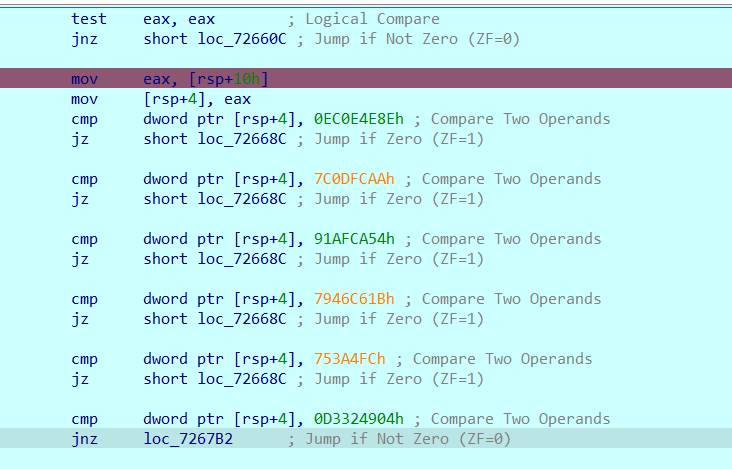 test eax, eax ; Logical Compare
jnz short loc_72660C ; Jump if Not Zero (ZF=0)
mov eax, [rsp+10h]
mov [rsp+4], eax
cmp dword ptr [rsp+4], 0EC0E4E8Eh ; Compare Two Operands
jz short loc_72668C ; Jump if Zero (ZF=1)
cmp dword ptr [rsp+4], 7C0DFCAAh ; Compare Two Operands
jz short loc_72668C ; Jump if Zero (ZF=1)
cmp dword ptr [rsp+4], 91AFCA54h ; Compare Two Operands
jz short loc_72668C ; Jump if Zero (ZF=1)
cmp dword ptr [rsp+4], 7946C61Bh ; Compare Two Operands
jz short loc_72668C ; Jump if Zero (ZF=1)
cmp dword ptr [rsp+4], 753A4FCh ; Compare Two Operands
jz short loc_72668C ; Jump if Zero (ZF=1)
cmp dword ptr [rsp+4], 0D3324904h ; Compare Two Operands
jnz loc_7267B2 ; Jump if Not Zero (ZF=0)